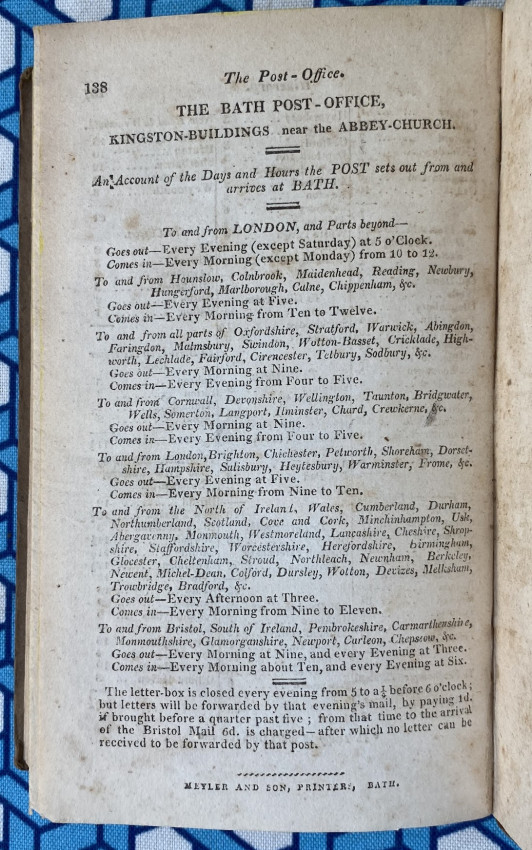 138
The Post-Office.
THE BATH POST-OFFICE,
KINGSTON-BUILDINGS near the ABBEY-CHURCH.
An Account of the Days and Hours the POST sets out from and
arrives at BATH.
To and from LONDON, and Parts beyond—
Goes out—Every Evening (except Saturday) at 5 o'Clock.
Comes in—Every Morning (except Monday) from 10 to 12.
To and from Hounslow, Colnbrook, Maidenhead, Reading, Newbury,
Hungerford, Marlborough, Calne, Chippenham, &c.
Goes out—Every Evening at Five.
Comes in—Every Morning from Ten to Twelve.
To and from all parts of Oxfordshire, Stratford, Warwick, Abingdon,
Faringdon, Malmsbury, Swindon, Wotton-Basset, Cricklade, High-
worth, Lechlade, Fairford, Cirencester, Tetbury, Sodbury, &c.
Goes out—Every Morning at Nine.
Comes in—Every Evening from Four to Five.
To and from Cornwall, Devonshire, Wellington, Taunton, Bridgwater,
Wells, Somerton, Langport, Ilminster, Chard, Crewkerne, &c.
Goes out—Every Morning at Nine.
Comes in—Every Evening from Four to Five.
To and from London, Brighton, Chichester, Petworth, Shoreham, Dorset-
shire, Hampshire, Salisbury, Heytesbury, Warminster, Frome, &c.
Goes out—Every Evening at Five.
Comes in—Every Morning from Nine to Ten.
To and from the North of Ireland, Wales, Cumberland, Durham,
Northumberland, Scotland, Cove and Cork, Minchinhampton, Usk,
Abergavenny, Monmouth, Westmoreland, Lancashire, Cheshire, Shrop-
shire, Staffordshire, Worcestershire, Herefordshire, Birmingham,
Glocester, Cheltenham, Stroud, Northleach, Newnham, Berkeley,
Newent, Michel-Dean, Colford, Dursley, Wotton, Devizes, Melksham,
Trowbridge, Bradford, &c.
Goes out—Every Afternoon at Three.
Comes in—Every Morning from Nine to Eleven.
To and from Bristol, South of Ireland, Pembrokeshire, Carmarthenshire,
Monmouthshire, Glamorganshire, Newport, Carleon, Chepstow, &c.
Goes out—Every Morning at Nine, and every Evening at Three.
Comes in—Every Morning about Ten, and every Evening at Six.
The letter-box is closed every evening from 5 to a ½ before 6 o'clock;
but letters will be forwarded by that evening's mail, by paying 1d.
if brought before a quarter past five; from that time to the arrival
of the Bristol Mail 6d. is charged—after which no letter can be
received to be forwarded by that post.
MEYLER AND SON, PRINTERS, BATH.